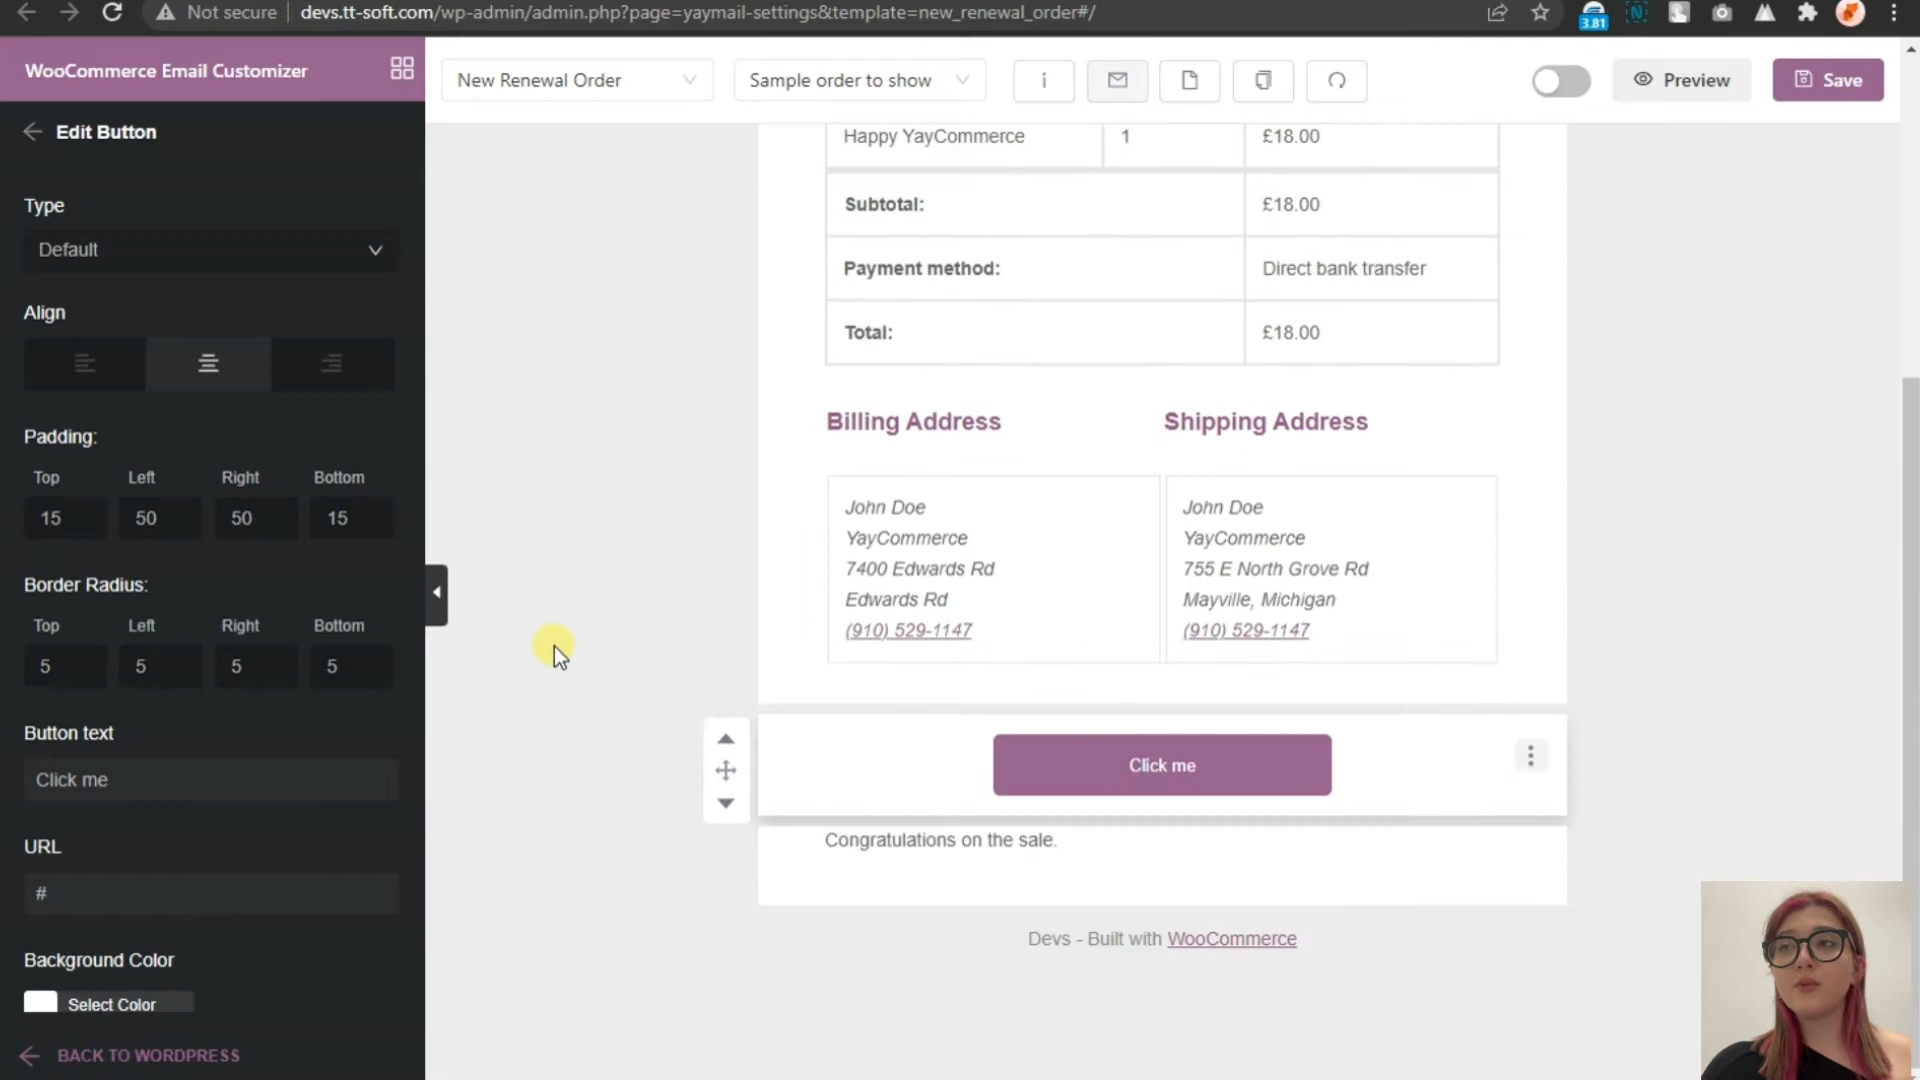 Not secure
devs.tt-soft.com/wp-admin/admin.php?page=yaymail-settings&template=new_renewal_order#/
3.81
WooCommerce Email Customizer
New Renewal Order
Sample order to show
Preview
Save
Edit Button
Type
Default
Align
Padding:
Top Left Right Bottom
15 50 50 15
Border Radius:
Top Left Right Bottom
5 5 5 5
Button text
Click me
URL
#
Background Color
Select Color
BACK TO WORDPRESS
Happy YayCommerce 1 £18.00
Subtotal: £18.00
Payment method: Direct bank transfer
Total: £18.00
Billing Address
John Doe
YayCommerce
7400 Edwards Rd
Edwards Rd
(910) 529-1147
Shipping Address
John Doe
YayCommerce
755 E North Grove Rd
Mayville, Michigan
(910) 529-1147
Click me
Congratulations on the sale.
Devs - Built with WooCommerce